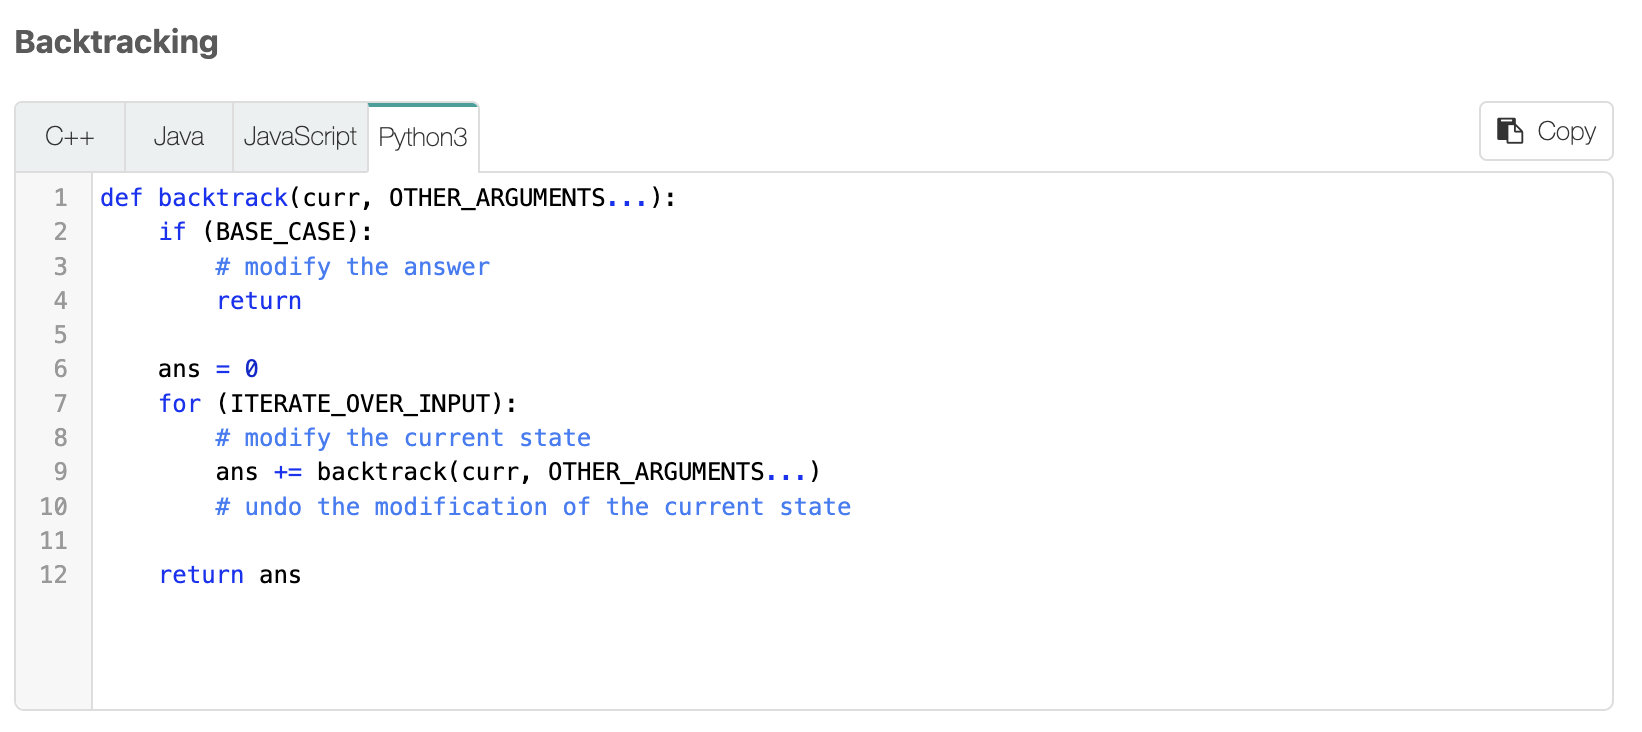 Backtracking
C++ Java JavaScript Python3 Copy
1 def backtrack(curr, OTHER_ARGUMENTS...):
2     if (BASE_CASE):
3         # modify the answer
4         return
5
6     ans = 0
7     for (ITERATE_OVER_INPUT):
8         # modify the current state
9         ans += backtrack(curr, OTHER_ARGUMENTS...)
10         # undo the modification of the current state
11
12     return ans